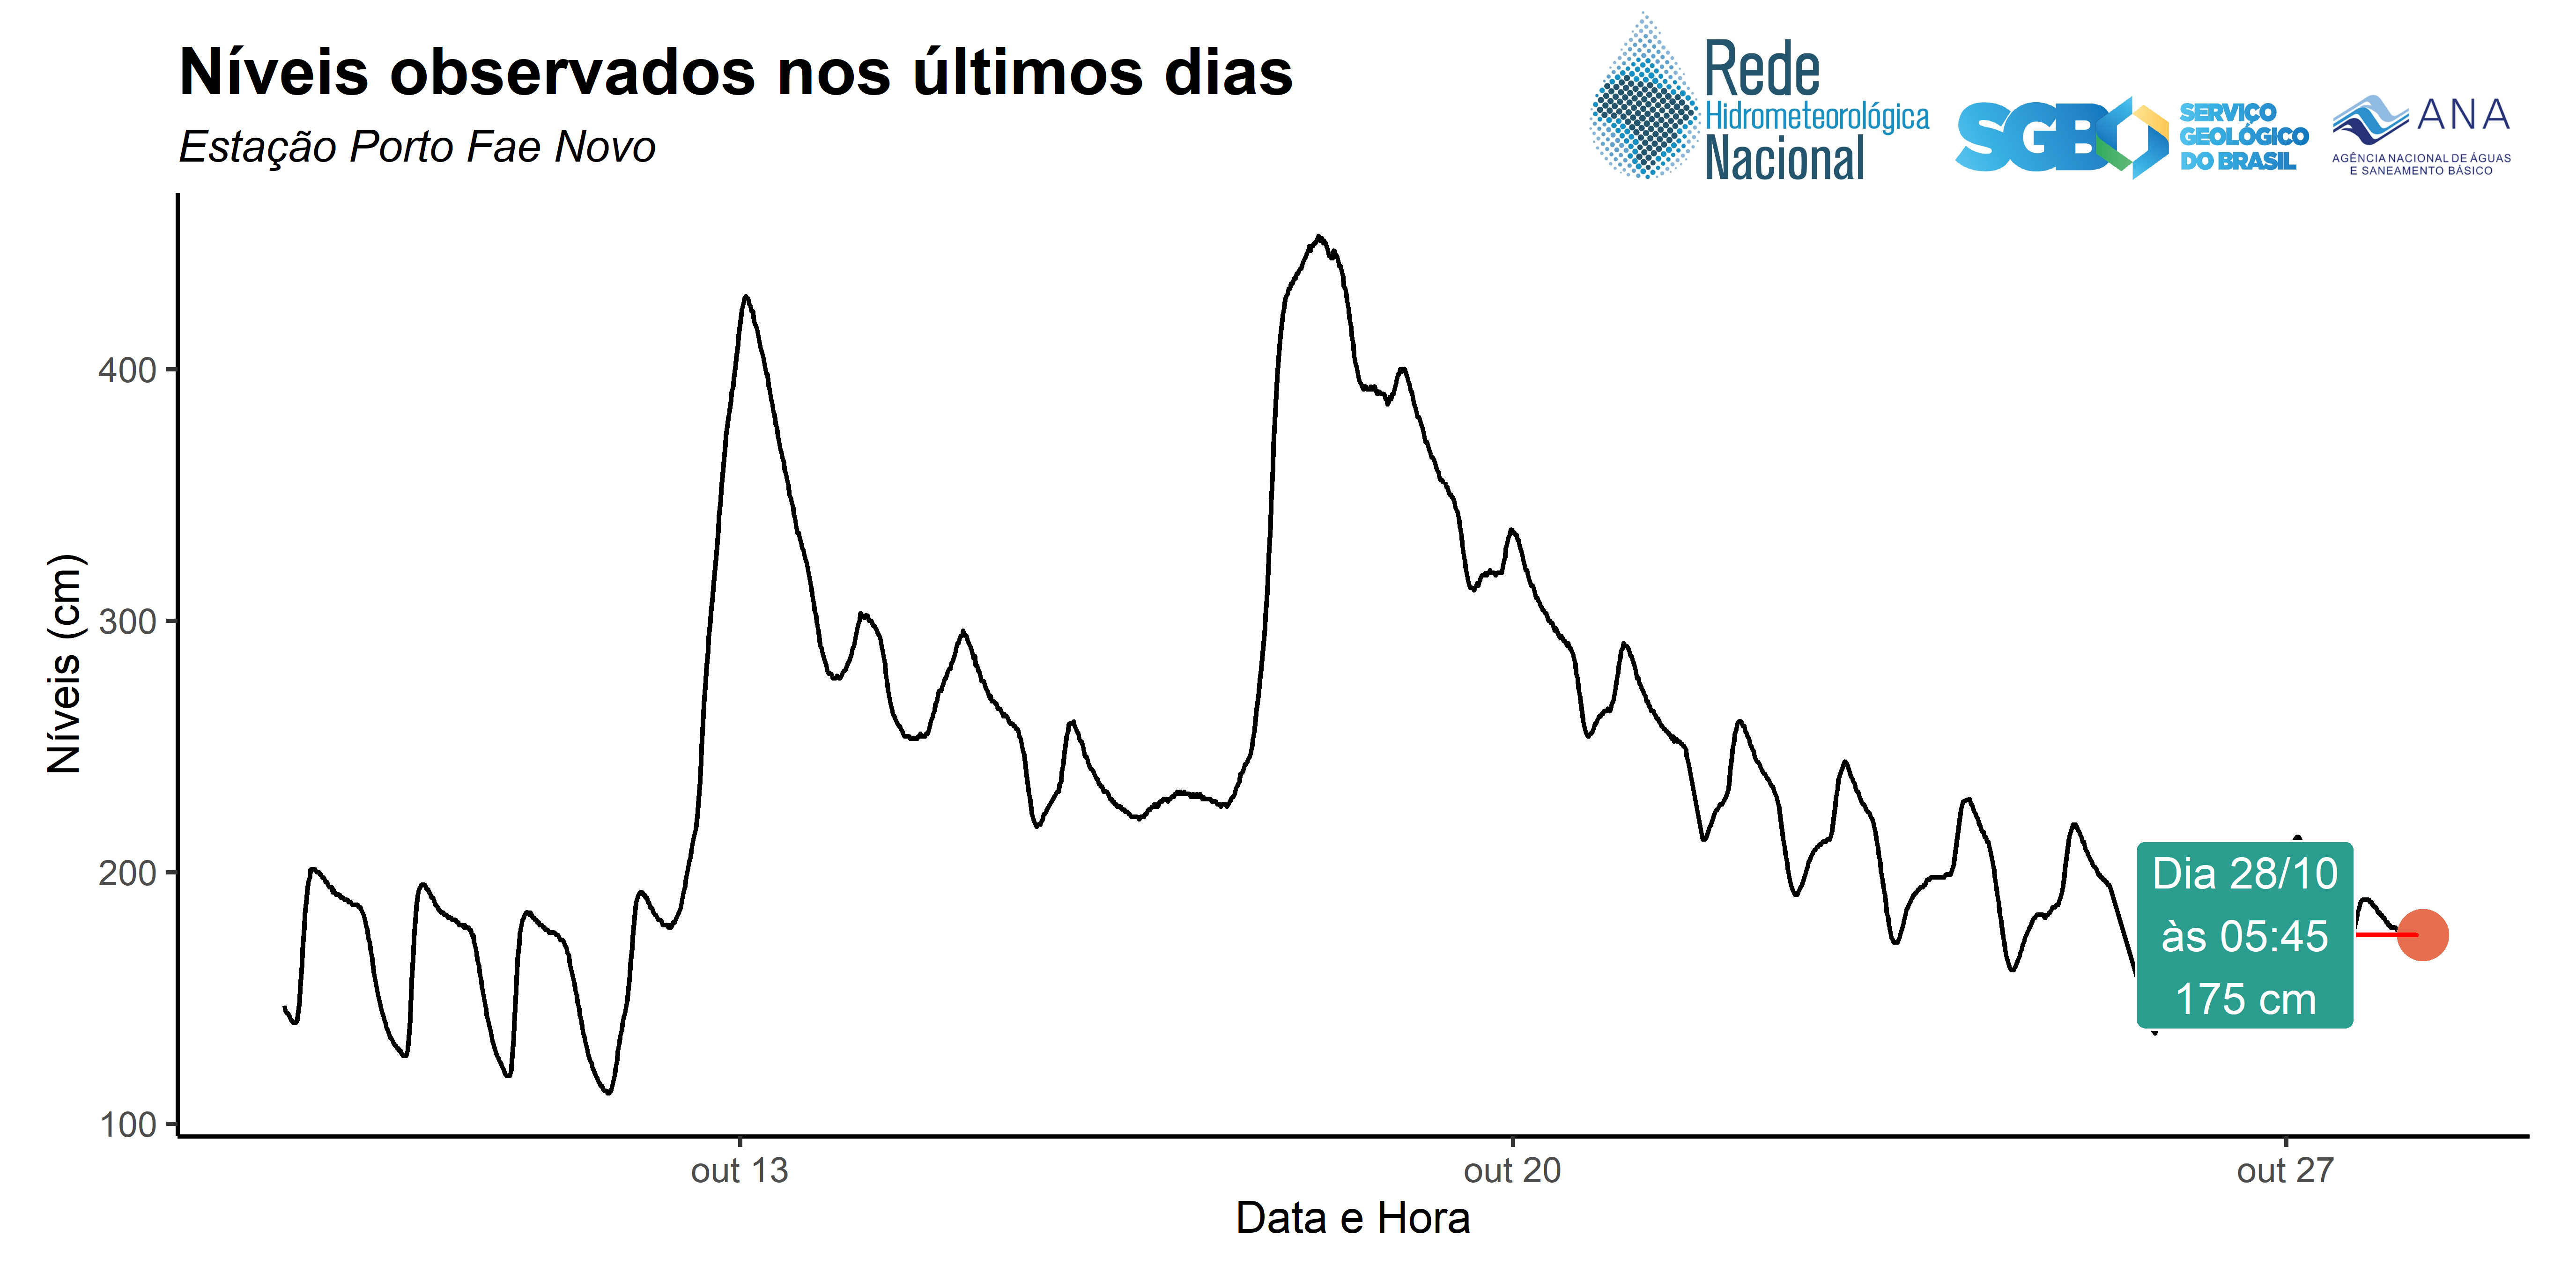 Níveis observados nos últimos dias
Estação Porto Fae Novo
Rede
Hidrometeorológica
Nacional
SGB
SERVIÇO
GEOLÓGICO
DO BRASIL
ANA
AGÊNCIA NACIONAL DE ÁGUAS
E SANEAMENTO BÁSICO
Níveis (cm)
400
300
200
100
Dia 28/10
às 05:45
175 cm
out 13
out 20
out 27
Data e Hora